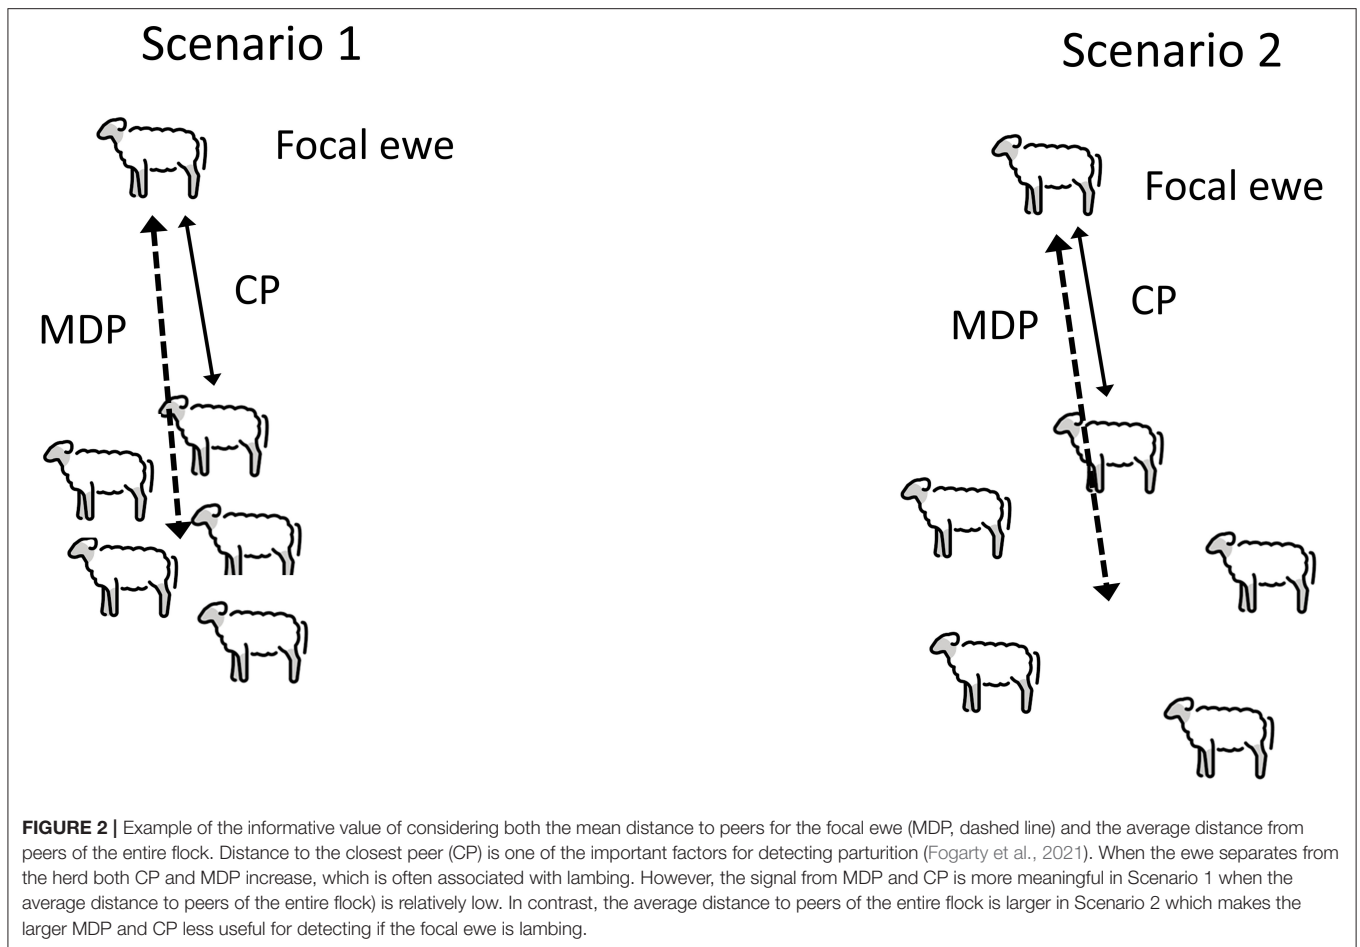 Scenario 1
Scenario 2
Focal ewe
Focal ewe
CP
MDP
CP
MDP
FIGURE 2 | Example of the informative value of considering both the mean distance to peers for the focal ewe (MDP, dashed line) and the average distance from
peers of the entire flock. Distance to the closest peer (CP) is one of the important factors for detecting parturition (Fogarty et al., 2021). When the ewe separates from
the herd both CP and MDP increase, which is often associated with lambing. However, the signal from MDP and CP is more meaningful in Scenario 1 when the
average distance to peers of the entire flock) is relatively low. In contrast, the average distance to peers of the entire flock is larger in Scenario 2 which makes the
larger MDP and CP less useful for detecting if the focal ewe is lambing.